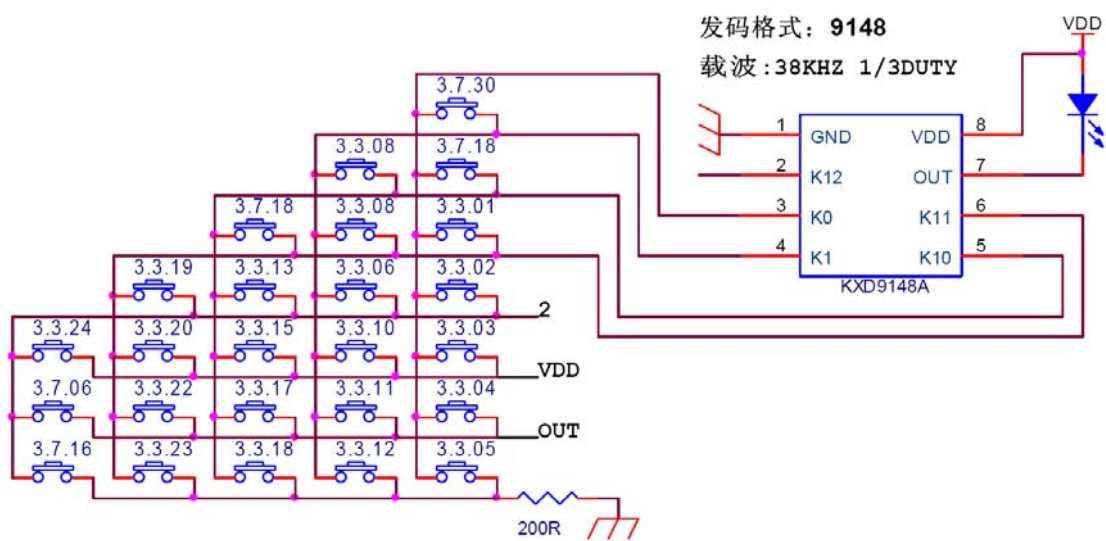 发码格式: 9148
载波:38KHZ 1/3DUTY
VDD
3.7.30
3.3.08 3.7.18
3.7.18 3.3.08 3.3.01
3.3.19 3.3.13 3.3.06 3.3.02
2
3.3.24 3.3.20 3.3.15 3.3.10 3.3.03
VDD
3.7.06 3.3.22 3.3.17 3.3.11 3.3.04
OUT
3.7.16 3.3.23 3.3.18 3.3.12 3.3.05
200R
1 GND VDD 8
2 K12 OUT 7
3 K0 K11 6
4 K1 K10 5
KXD9148A